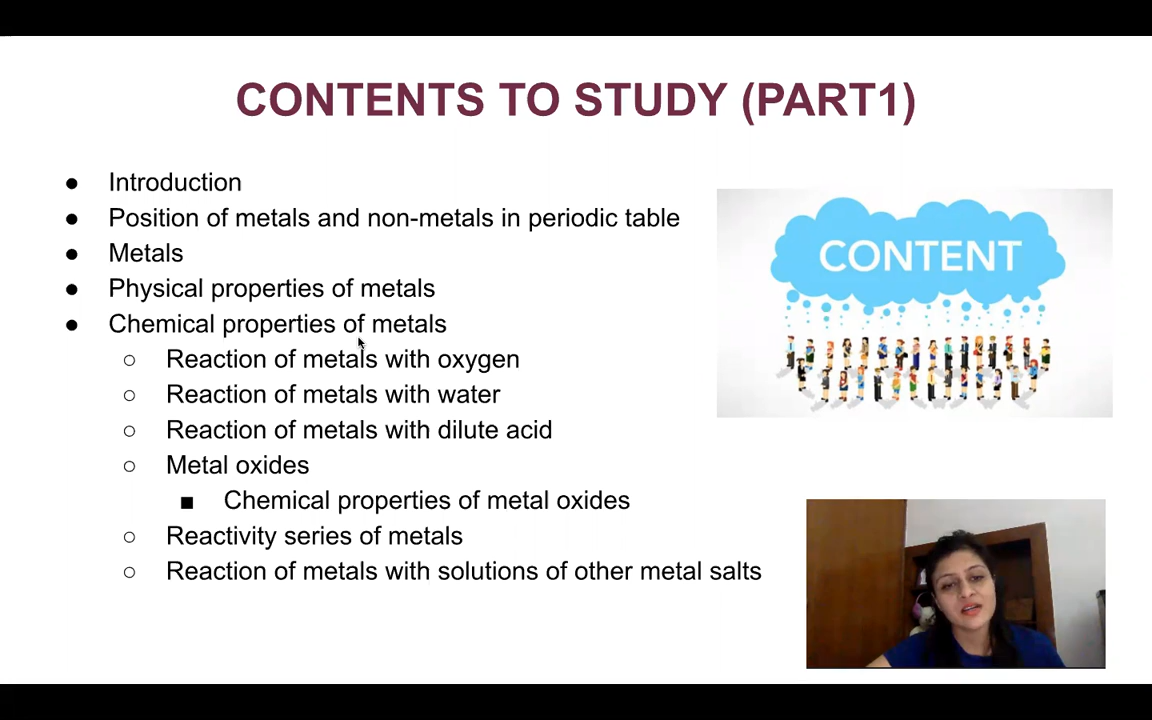 CONTENTS TO STUDY (PART1)
● Introduction
● Position of metals and non-metals in periodic table
● Metals
● Physical properties of metals
● Chemical properties of metals
○ Reaction of metals with oxygen
○ Reaction of metals with water
○ Reaction of metals with dilute acid
○ Metal oxides
■ Chemical properties of metal oxides
○ Reactivity series of metals
○ Reaction of metals with solutions of other metal salts
CONTENT